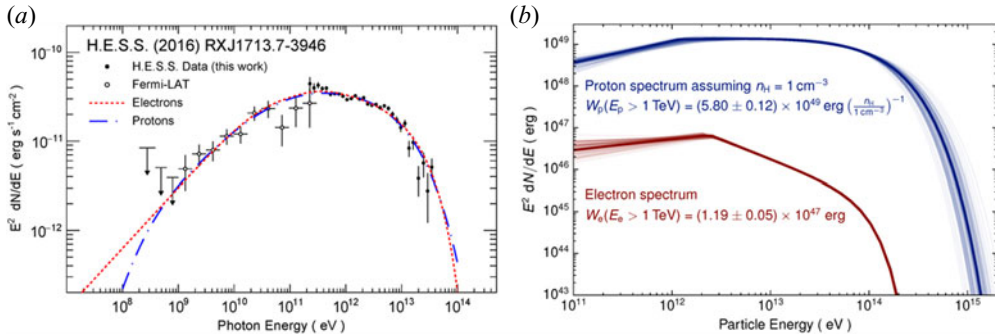 (a)
H.E.S.S. (2016) RXJ1713.7-3946
H.E.S.S. Data (this work)
Fermi-LAT
Electrons
Protons
10⁻¹⁰
10⁻¹¹
10⁻¹²
E² dN/dE ( erg s⁻¹ cm⁻² )
10⁸ 10⁹ 10¹⁰ 10¹¹ 10¹² 10¹³ 10¹⁴
Photon Energy ( eV )
(b)
10⁴⁹
10⁴⁸
10⁴⁷
10⁴⁶
10⁴⁵
10⁴⁴
10⁴³
E² dN/dE ( erg)
Proton spectrum assuming n_H = 1 cm⁻³
W_p(E_p > 1 TeV) = (5.80 ± 0.12) × 10⁴⁹ erg (n_H / 1 cm⁻³)⁻¹
Electron spectrum
W_e(E_e > 1 TeV) = (1.19 ± 0.05) × 10⁴⁷ erg
10¹¹ 10¹² 10¹³ 10¹⁴ 10¹⁵
Particle Energy ( eV )